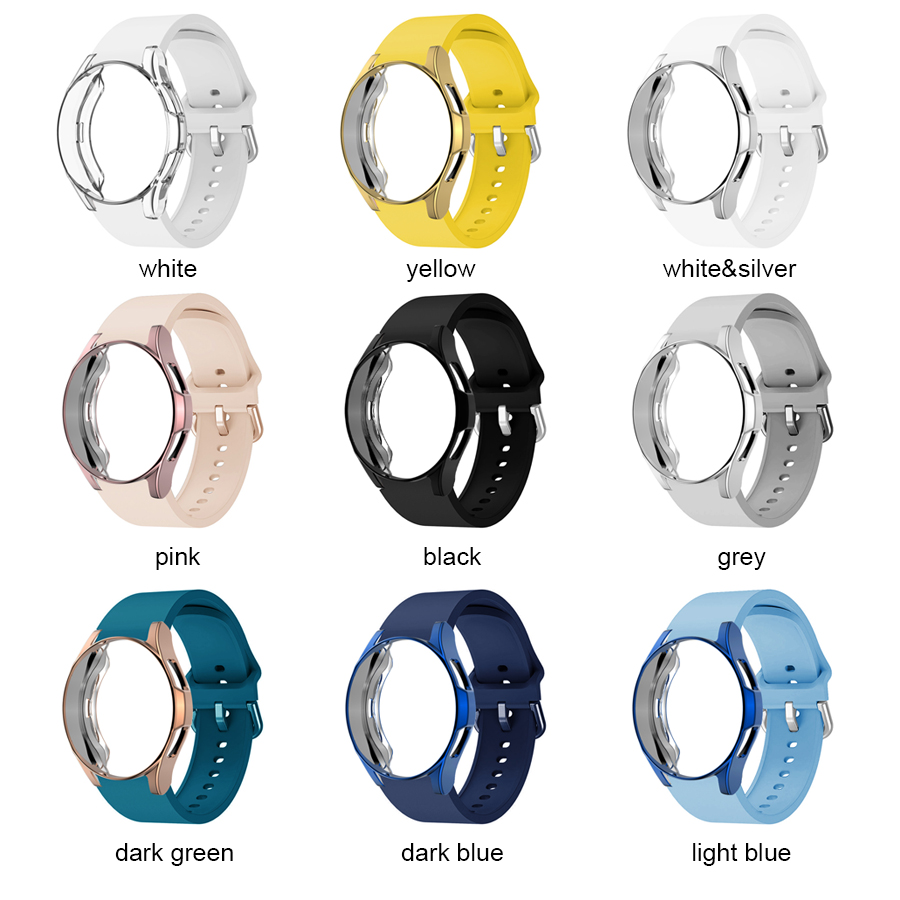 white
yellow
white&silver
pink
black
grey
dark green
dark blue
light blue